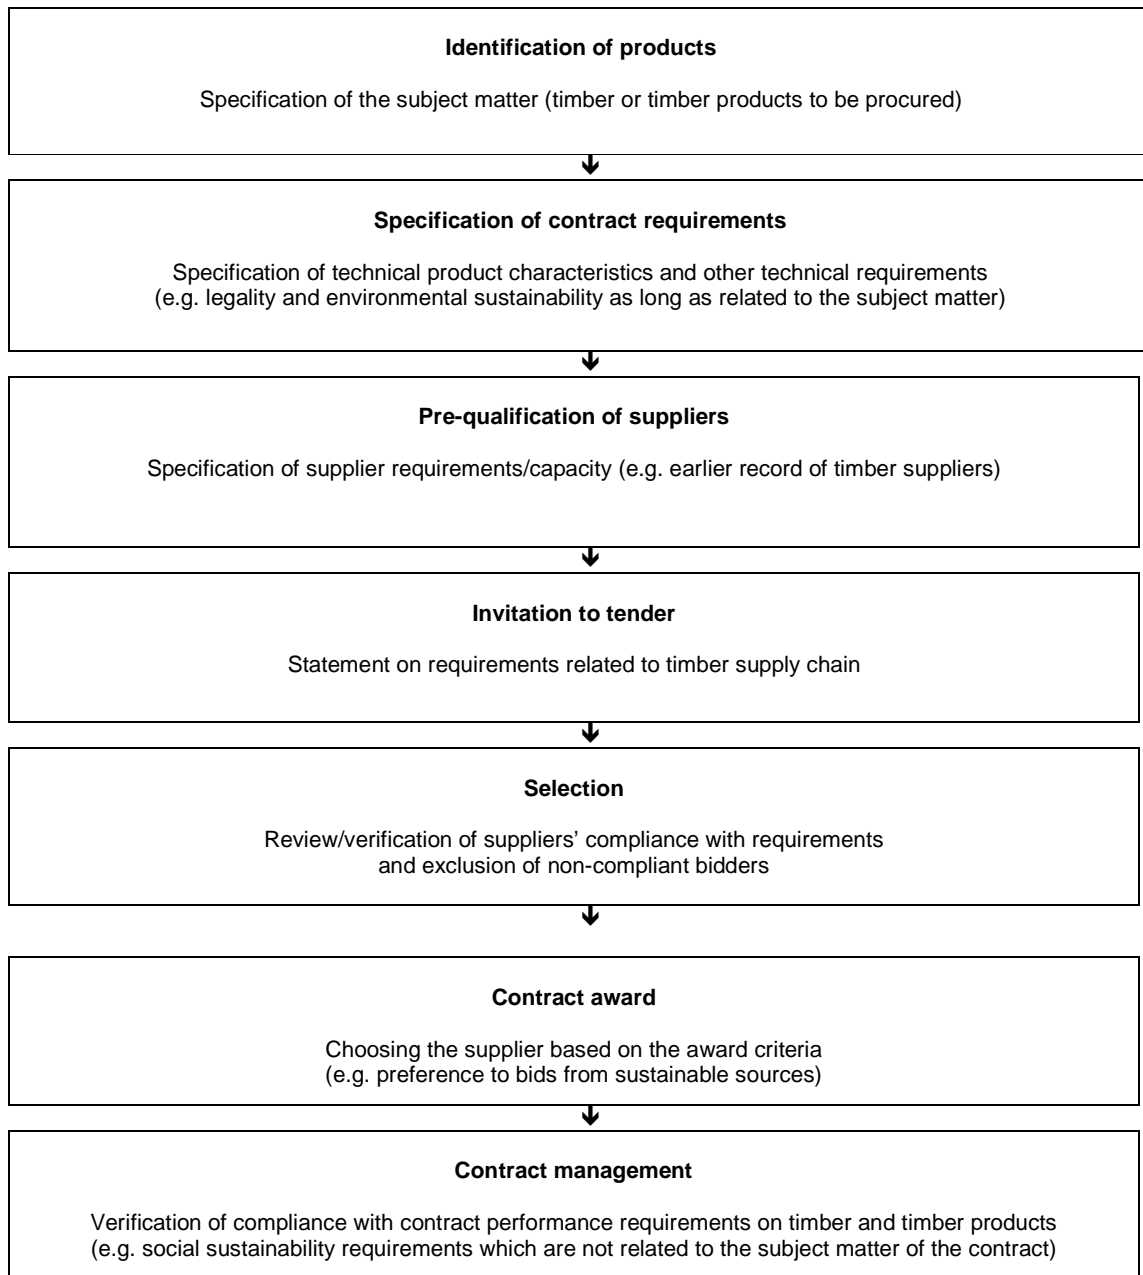 Identification of products
Specification of the subject matter (timber or timber products to be procured)
Specification of contract requirements
Specification of technical product characteristics and other technical requirements
(e.g. legality and environmental sustainability as long as related to the subject matter)
Pre-qualification of suppliers
Specification of supplier requirements/capacity (e.g. earlier record of timber suppliers)
Invitation to tender
Statement on requirements related to timber supply chain
Selection
Review/verification of suppliers’ compliance with requirements
and exclusion of non-compliant bidders
Contract award
Choosing the supplier based on the award criteria
(e.g. preference to bids from sustainable sources)
Contract management
Verification of compliance with contract performance requirements on timber and timber products
(e.g. social sustainability requirements which are not related to the subject matter of the contract)